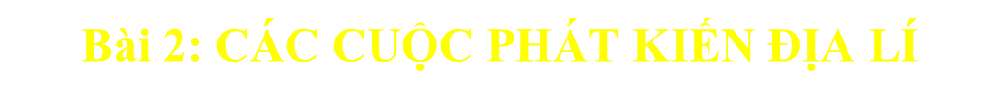 Bài 2: CÁC CUỘC PHÁT KIẾN ĐỊA LÍ